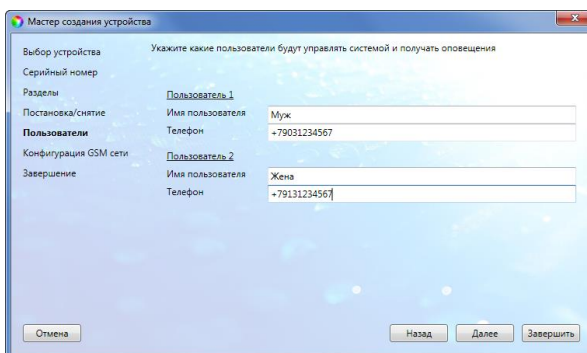 Мастер создания устройства
Выбор устройства
Серийный номер
Разделы
Постановка/снятие
Пользователи
Конфигурация GSM сети
Завершение
Укажите какие пользователи будут управлять системой и получать оповещения
Пользователь 1
Имя пользователя Муж
Телефон +79031234567
Пользователь 2
Имя пользователя Жена
Телефон +79131234567
Отмена Назад Далее Завершить